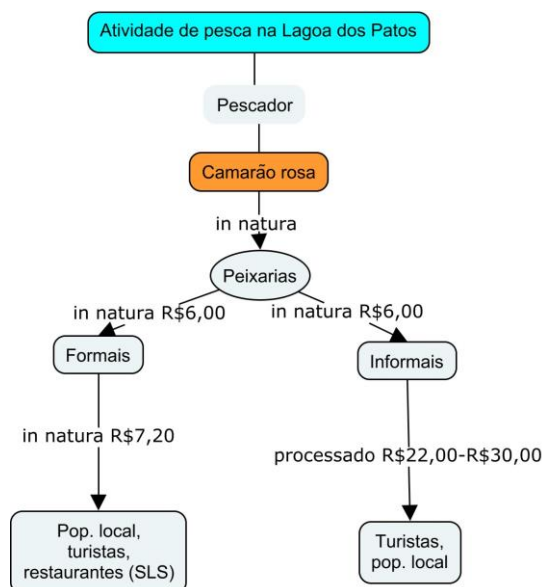 Atividade de pesca na Lagoa dos Patos
Pescador
Camarão rosa
in natura
Peixarias
in natura R$6,00
in natura R$6,00
Formais
Informais
in natura R$7,20
processado R$22,00-R$30,00
Pop. local,
turistas,
restaurantes (SLS)
Turistas,
pop. local